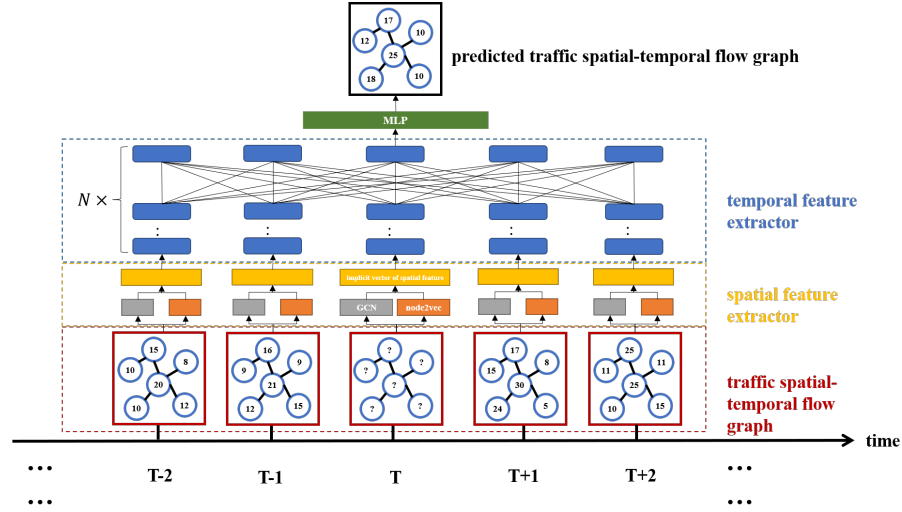 17
12
10
25
18
10
predicted traffic spatial-temporal flow graph
MLP
N ×
temporal feature
extractor
implicit vector of spatial feature
GCN
node2vec
spatial feature
extractor
15
10
8
20
10
12
16
9
9
21
12
15
?
?
?
?
?
?
17
15
8
30
24
5
25
11
11
25
10
15
traffic spatial-
temporal flow
graph
time
... T-2 T-1 T T+1 T+2 ...
... ...